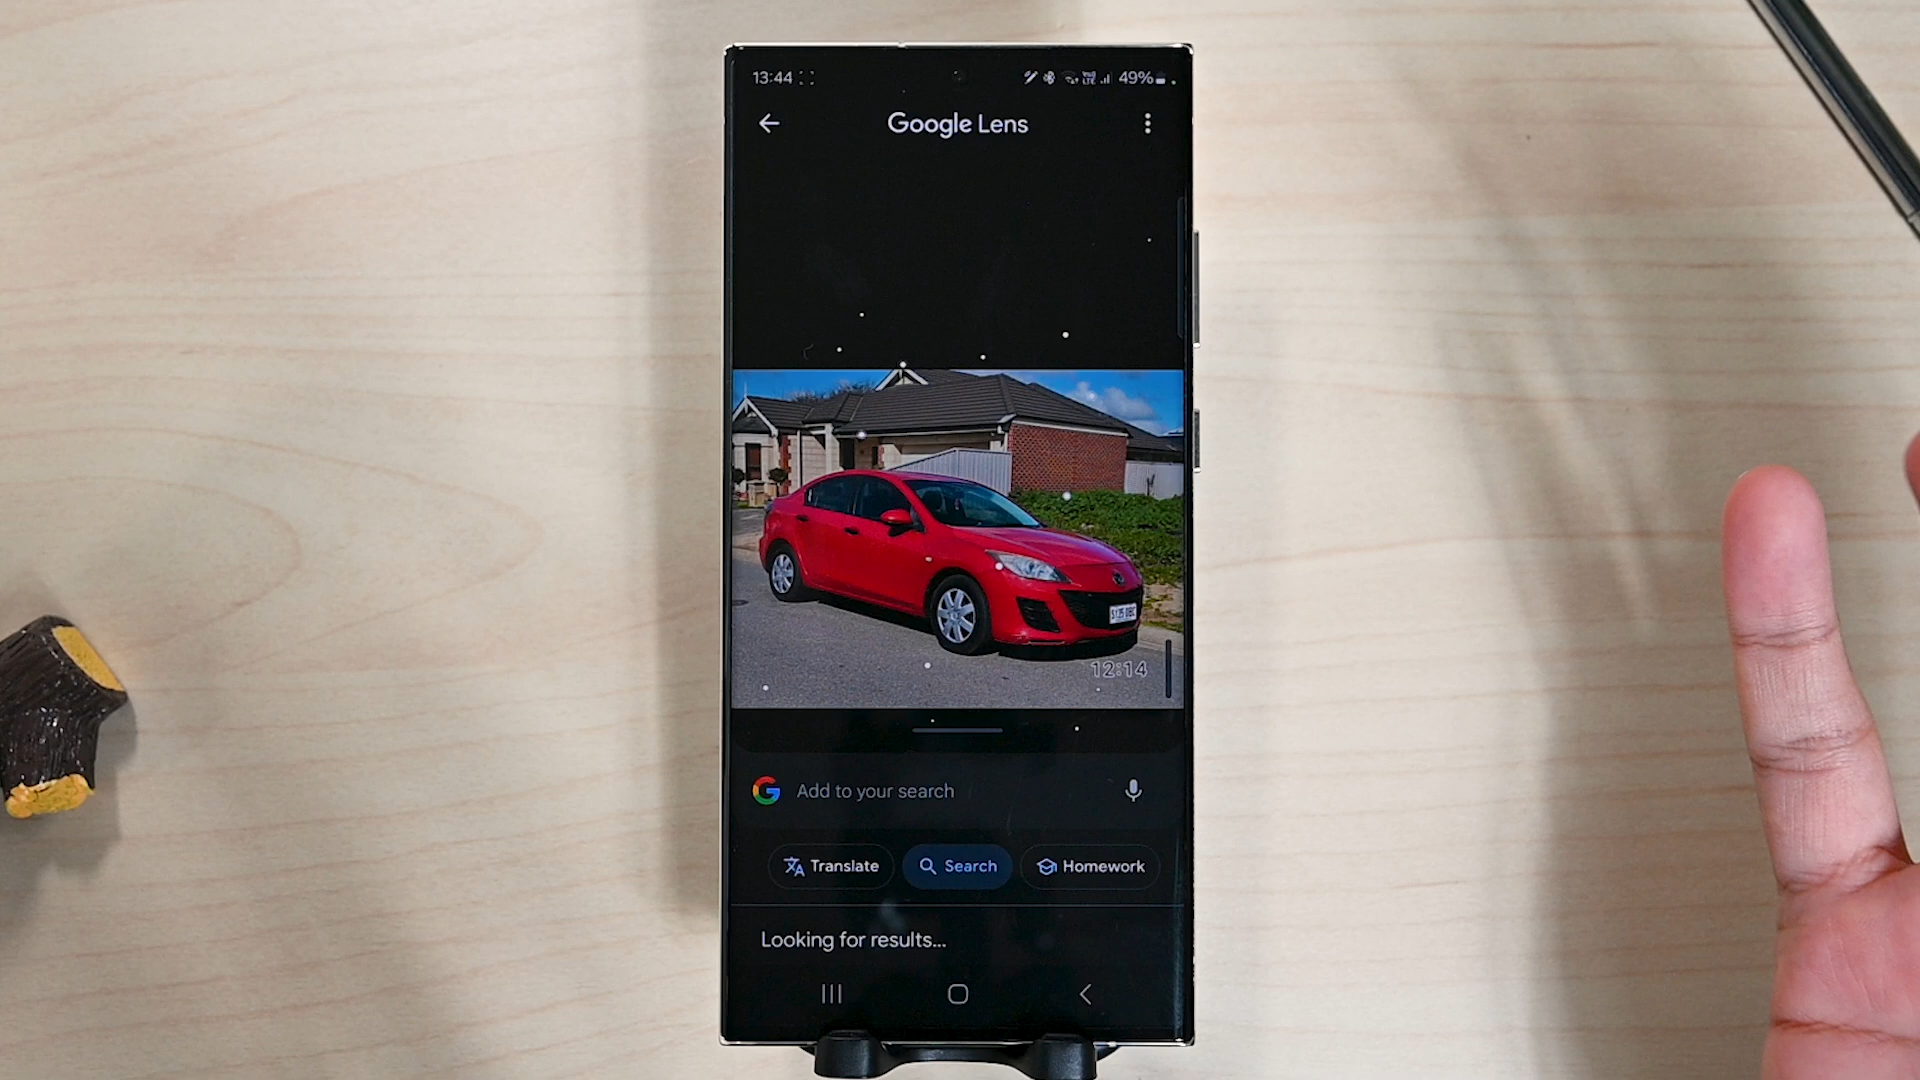 13:44
49%
Google Lens
12:14
Add to your search
Translate
Search
Homework
Looking for results...